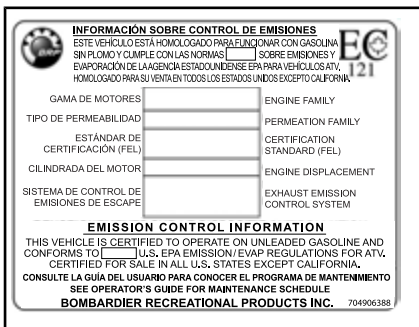 INFORMACIÓN SOBRE CONTROL DE EMISIONES
ESTE VEHÍCULO ESTÁ HOMOLOGADO PARA FUNCIONAR CON GASOLINA
SIN PLOMO Y CUMPLE CON LAS NORMAS SOBRE EMISIONES Y
EVAPORACIÓN DE LA AGENCIA ESTADOUNIDENSE EPA PARA VEHÍCULOS ATV,
HOMOLOGADO PARA SU VENTA EN TODOS LOS ESTADOS UNIDOS EXCEPTO CALIFORNIA.
EC
121
GAMA DE MOTORES ENGINE FAMILY
TIPO DE PERMEABILIDAD PERMEATION FAMILY
ESTÁNDAR DE CERTIFICATION
CERTIFICACIÓN (FEL) STANDARD (FEL)
CILINDRADA DEL MOTOR ENGINE DISPLACEMENT
SISTEMA DE CONTROL DE EXHAUST EMISSION
EMISIONES DE ESCAPE CONTROL SYSTEM
EMISSION CONTROL INFORMATION
THIS VEHICLE IS CERTIFIED TO OPERATE ON UNLEADED GASOLINE AND
CONFORMS TO U.S. EPA EMISSION/EVAP REGULATIONS FOR ATV.
CERTIFIED FOR SALE IN ALL U.S. STATES EXCEPT CALIFORNIA.
CONSULTE LA GUÍA DEL USUARIO PARA CONOCER EL PROGRAMA DE MANTENIMIENTO
SEE OPERATOR'S GUIDE FOR MAINTENANCE SCHEDULE
BOMBARDIER RECREATIONAL PRODUCTS INC. 704906388